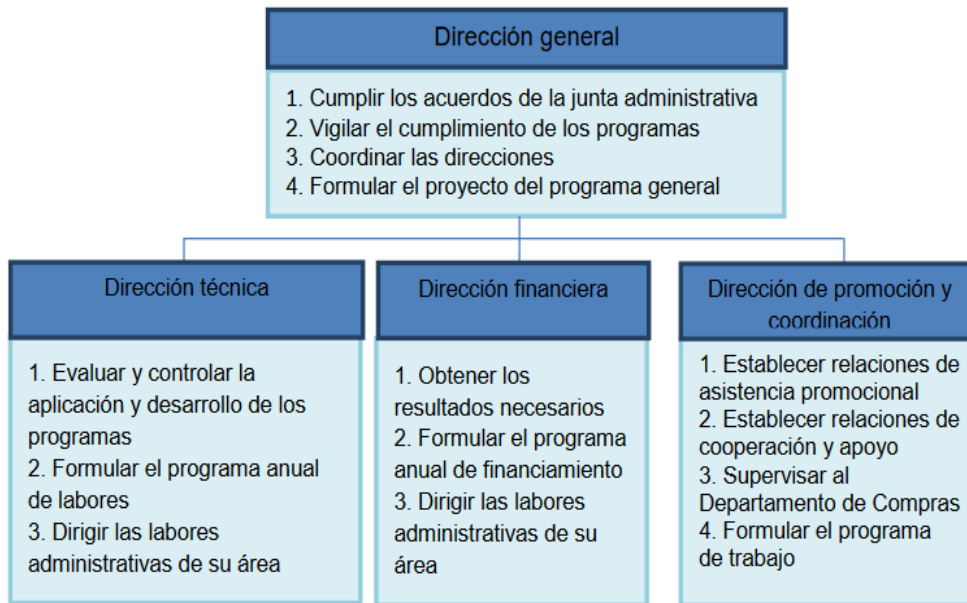 Dirección general
1. Cumplir los acuerdos de la junta administrativa
2. Vigilar el cumplimiento de los programas
3. Coordinar las direcciones
4. Formular el proyecto del programa general
Dirección técnica
1. Evaluar y controlar la
aplicación y desarrollo de los
programas
2. Formular el programa anual
de labores
3. Dirigir las labores
administrativas de su área
Dirección financiera
1. Obtener los
resultados necesarios
2. Formular el programa
anual de financiamiento
3. Dirigir las labores
administrativas de su
área
Dirección de promoción y
coordinación
1. Establecer relaciones de
asistencia promocional
2. Establecer relaciones de
cooperación y apoyo
3. Supervisar al
Departamento de Compras
4. Formular el programa
de trabajo